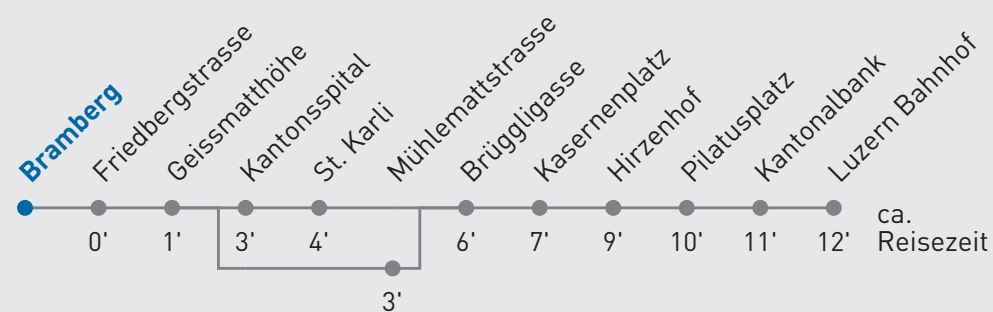 Bramberg
Friedbergstrasse
Geissmatthöhe
Kantonsspital
St. Karli
Mühlemattstrasse
Brüggligasse
Kasernenplatz
Hirzenhof
Pilatusplatz
Kantonalbank
Luzern Bahnhof
0' 1' 3' 4' 6' 7' 9' 10' 11' 12' ca.
Reisezeit
3'